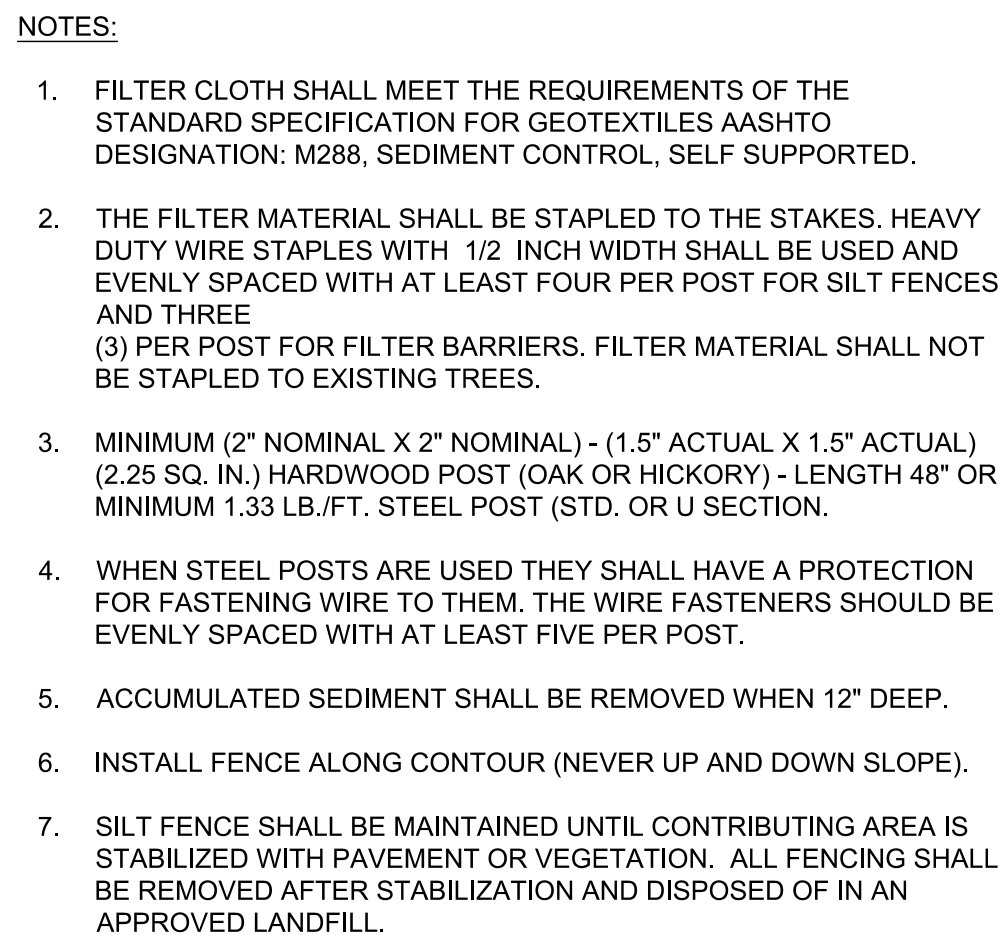 NOTES:
1. FILTER CLOTH SHALL MEET THE REQUIREMENTS OF THE
STANDARD SPECIFICATION FOR GEOTEXTILES AASHTO
DESIGNATION: M288, SEDIMENT CONTROL, SELF SUPPORTED.
2. THE FILTER MATERIAL SHALL BE STAPLED TO THE STAKES. HEAVY
DUTY WIRE STAPLES WITH 1/2 INCH WIDTH SHALL BE USED AND
EVENLY SPACED WITH AT LEAST FOUR PER POST FOR SILT FENCES
AND THREE
(3) PER POST FOR FILTER BARRIERS. FILTER MATERIAL SHALL NOT
BE STAPLED TO EXISTING TREES.
3. MINIMUM (2" NOMINAL X 2" NOMINAL) - (1.5" ACTUAL X 1.5" ACTUAL)
(2.25 SQ. IN.) HARDWOOD POST (OAK OR HICKORY) - LENGTH 48" OR
MINIMUM 1.33 LB./FT. STEEL POST (STD. OR U SECTION.
4. WHEN STEEL POSTS ARE USED THEY SHALL HAVE A PROTECTION
FOR FASTENING WIRE TO THEM. THE WIRE FASTENERS SHOULD BE
EVENLY SPACED WITH AT LEAST FIVE PER POST.
5. ACCUMULATED SEDIMENT SHALL BE REMOVED WHEN 12" DEEP.
6. INSTALL FENCE ALONG CONTOUR (NEVER UP AND DOWN SLOPE).
7. SILT FENCE SHALL BE MAINTAINED UNTIL CONTRIBUTING AREA IS
STABILIZED WITH PAVEMENT OR VEGETATION. ALL FENCING SHALL
BE REMOVED AFTER STABILIZATION AND DISPOSED OF IN AN
APPROVED LANDFILL.